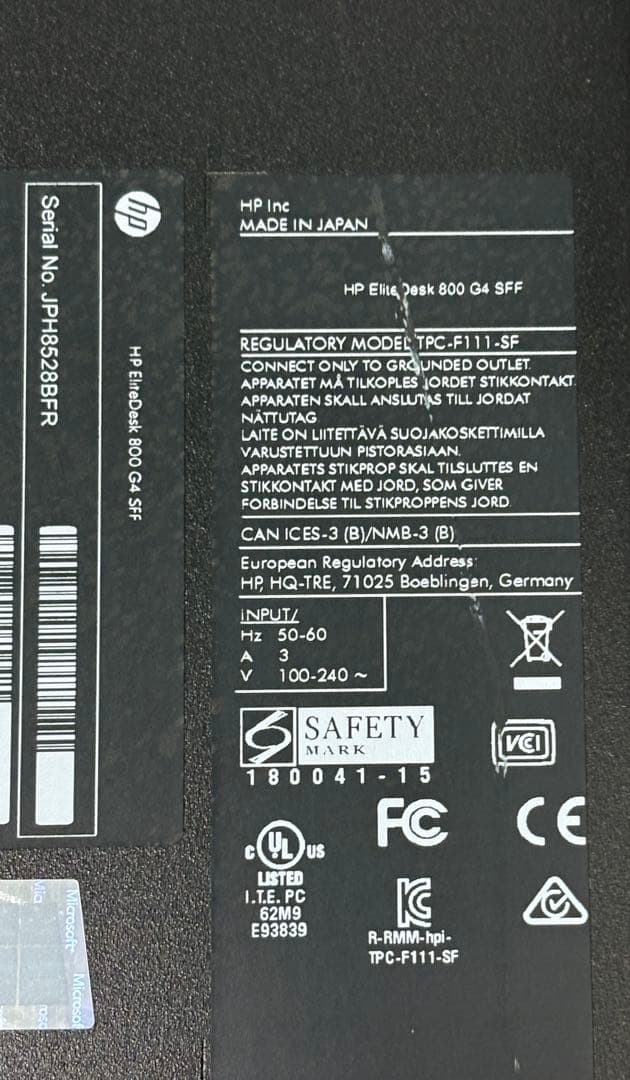 hp
HP EliteDesk 800 G4 SFF
Serial No. JPH8528BFR
HP Inc
MADE IN JAPAN
HP EliteDesk 800 G4 SFF
REGULATORY MODEL TPC-F111-SF
CONNECT ONLY TO GROUNDED OUTLET.
APPARATET MÅ TILKOPLES JORDET STIKKONTAKT.
APPARATEN SKALL ANSLUTAS TILL JORDAT
NÄTTUTAG
LAITE ON LIITETTÄVÄ SUOJAKOSKETTIMILLA
VARUSTETTUUN PISTORASIAAN.
APPARATETS STIKPROP SKAL TILSLUTTES EN
STIKKONTAKT MED JORD, SOM GIVER
FORBINDELSE TIL STIKPROPPENS JORD.
CAN ICES-3 (B)/NMB-3 (B)
European Regulatory Address:
HP, HQ-TRE, 71025 Boeblingen, Germany
INPUT/
Hz 50-60
A 3
V 100-240 ~
SAFETY
MARK
180041-15
VCI
FC
CE
C UL US
LISTED
I.T.E. PC
62M9
E93839
R-RMM-hpi-
TPC-F111-SF
Microsoft